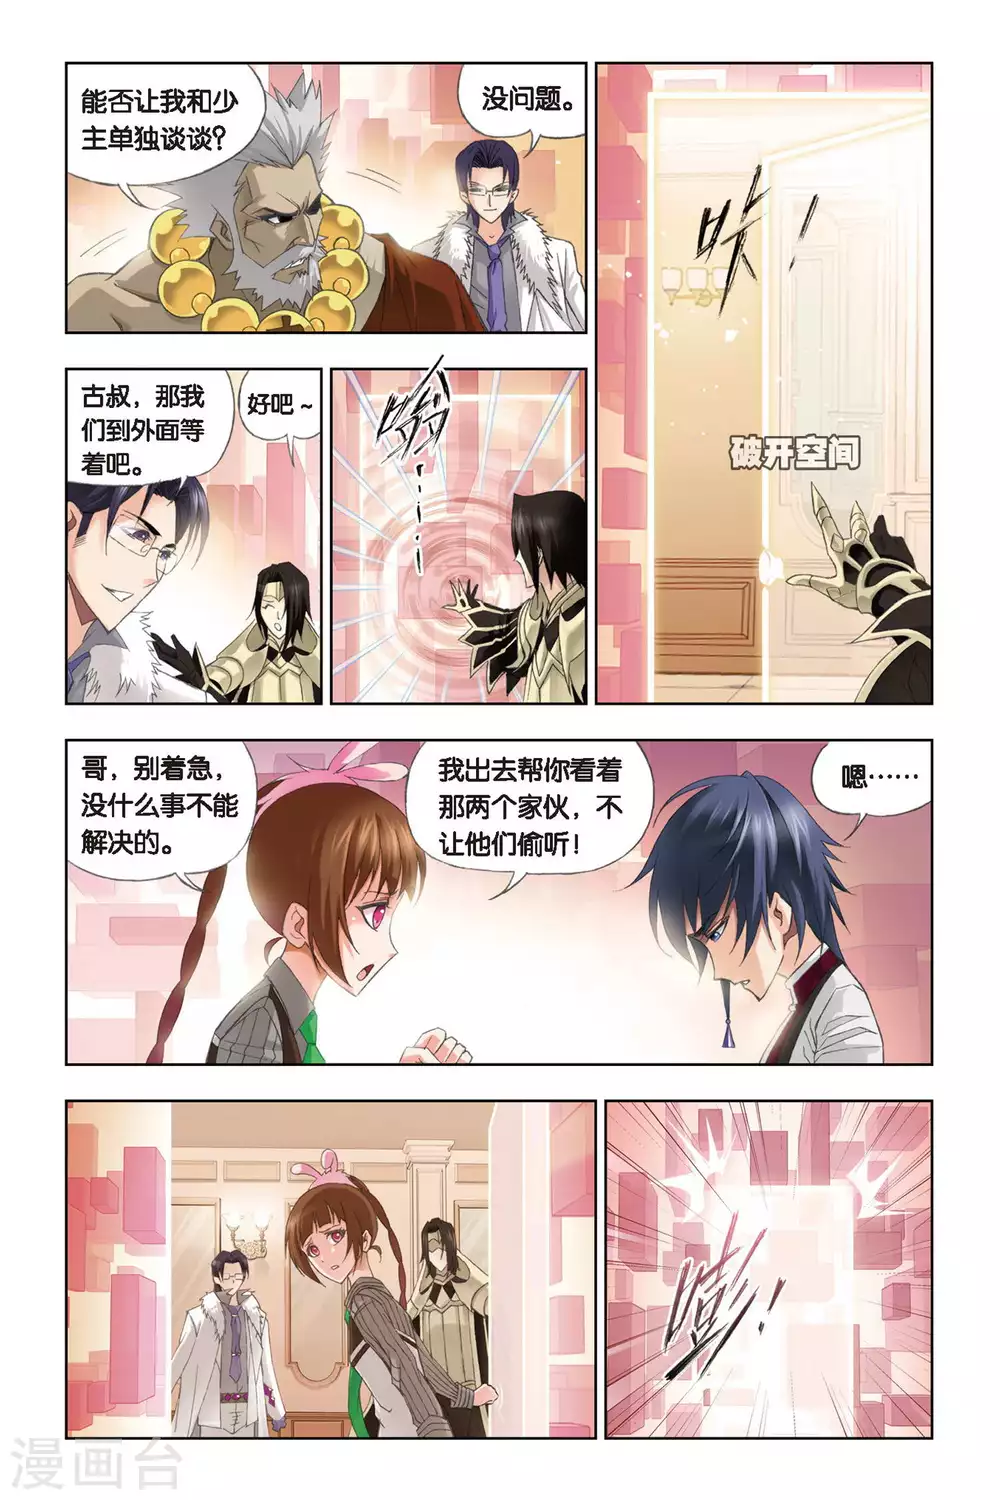 能否让我和少
主单独谈谈？
没问题。
古叔，那我
们到外面等
着吧。
好吧~
咔
破开空间
哥，别着急，
没什么事不能
解决的。
我出去帮你看着
那两个家伙，不
让他们偷听！
嗯……
嘭！
漫画台